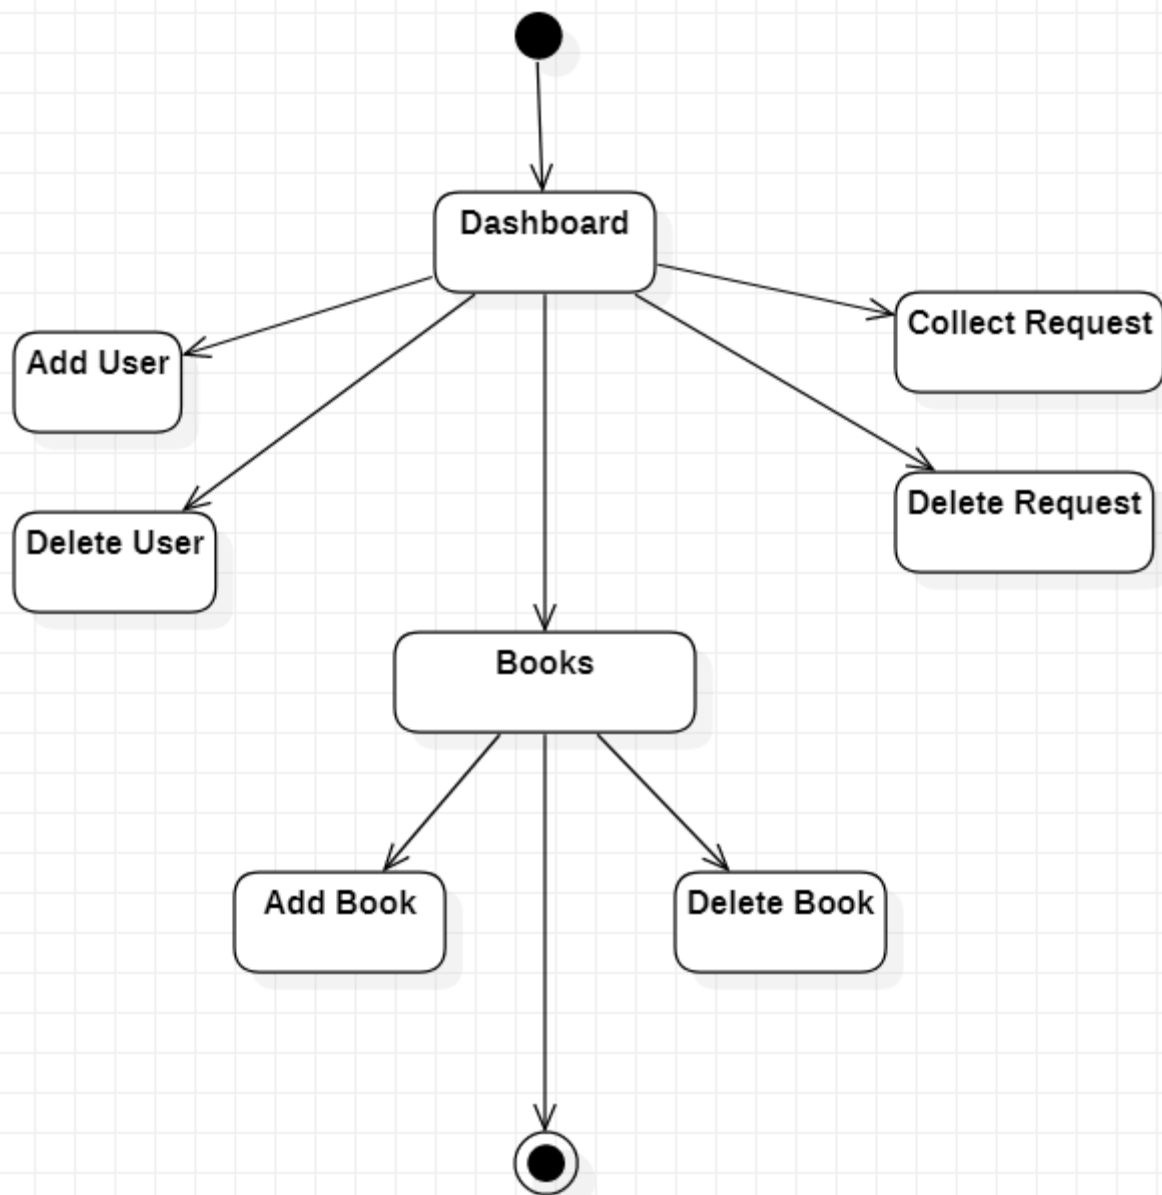 Dashboard
Collect Request
Add User
Delete Request
Delete User
Books
Add Book
Delete Book